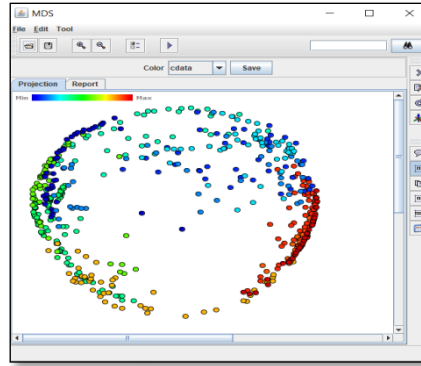 MDS
File Edit Tool
Color cdata Save
Projection Report
Min Max